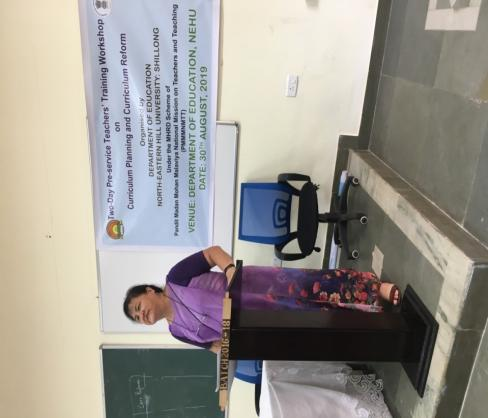 Two-Day Pre-service Teachers' Training Workshop
on
Curriculum Planning and Curriculum Reform
Organised by
DEPARTMENT OF EDUCATION
NORTH-EASTERN HILL UNIVERSITY: SHILLONG
Under the MHRD Scheme of
Pandit Madan Mohan Malaviya National Mission on Teachers and Teaching
(PMMMNMTT)
VENUE: DEPARTMENT OF EDUCATION, NEHU
DATE: 30TH AUGUST, 2019
BATCH 2016-18